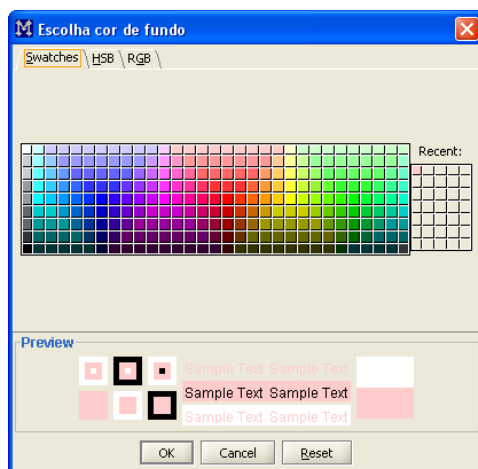 Escolha cor de fundo
Swatches HSB RGB
Recent:
Preview
Sample Text Sample Text
Sample Text Sample Text
Sample Text Sample Text
OK Cancel Reset